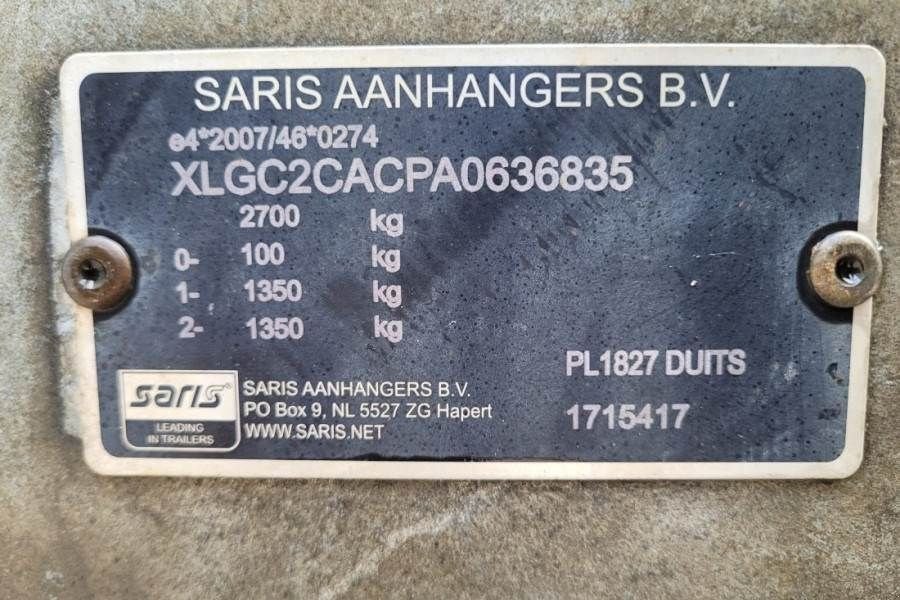 SARIS AANHANGERS B.V.
e4*2007/46*0274
XLGC2CACPA0636835
2700 kg
0- 100 kg
1- 1350 kg
2- 1350 kg
PL1827 DUITS
1715417
saris®
LEADING
IN TRAILERS
SARIS AANHANGERS B.V.
PO Box 9, NL 5527 ZG Hapert
WWW.SARIS.NET